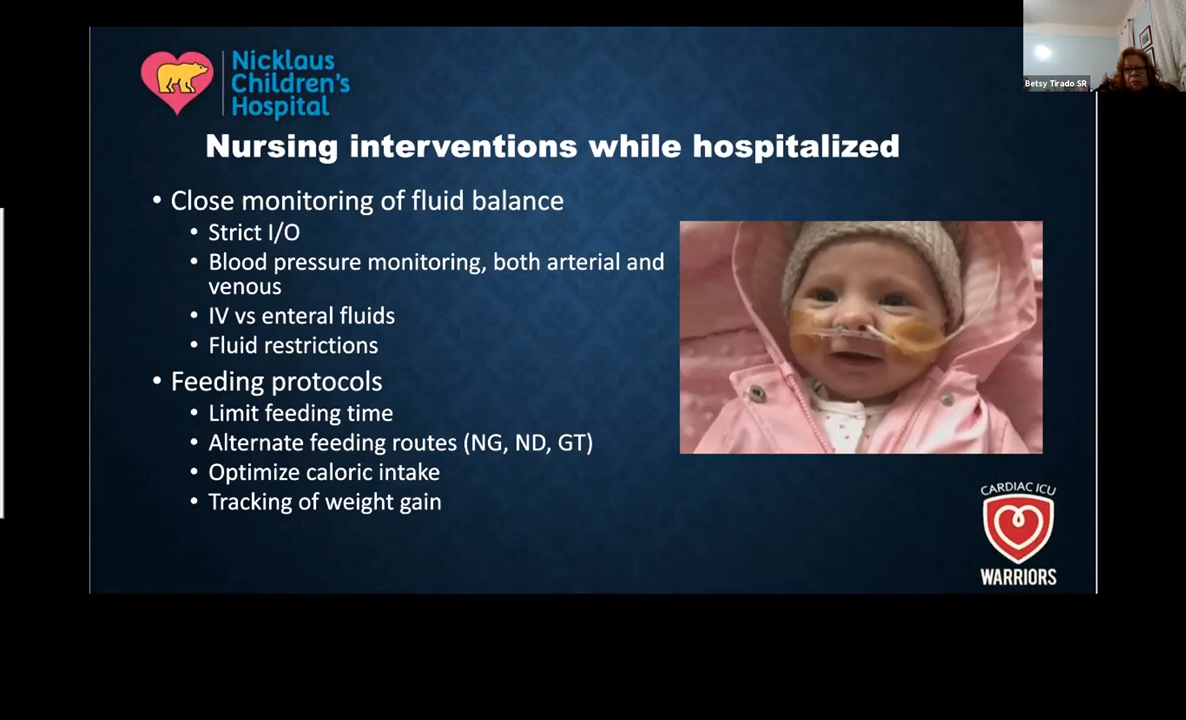 Betsy Tirado SR
Nicklaus
Children's
Hospital
Nursing interventions while hospitalized
• Close monitoring of fluid balance
• Strict I/O
• Blood pressure monitoring, both arterial and
venous
• IV vs enteral fluids
• Fluid restrictions
• Feeding protocols
• Limit feeding time
• Alternate feeding routes (NG, ND, GT)
• Optimize caloric intake
• Tracking of weight gain
CARDIAC ICU
WARRIORS